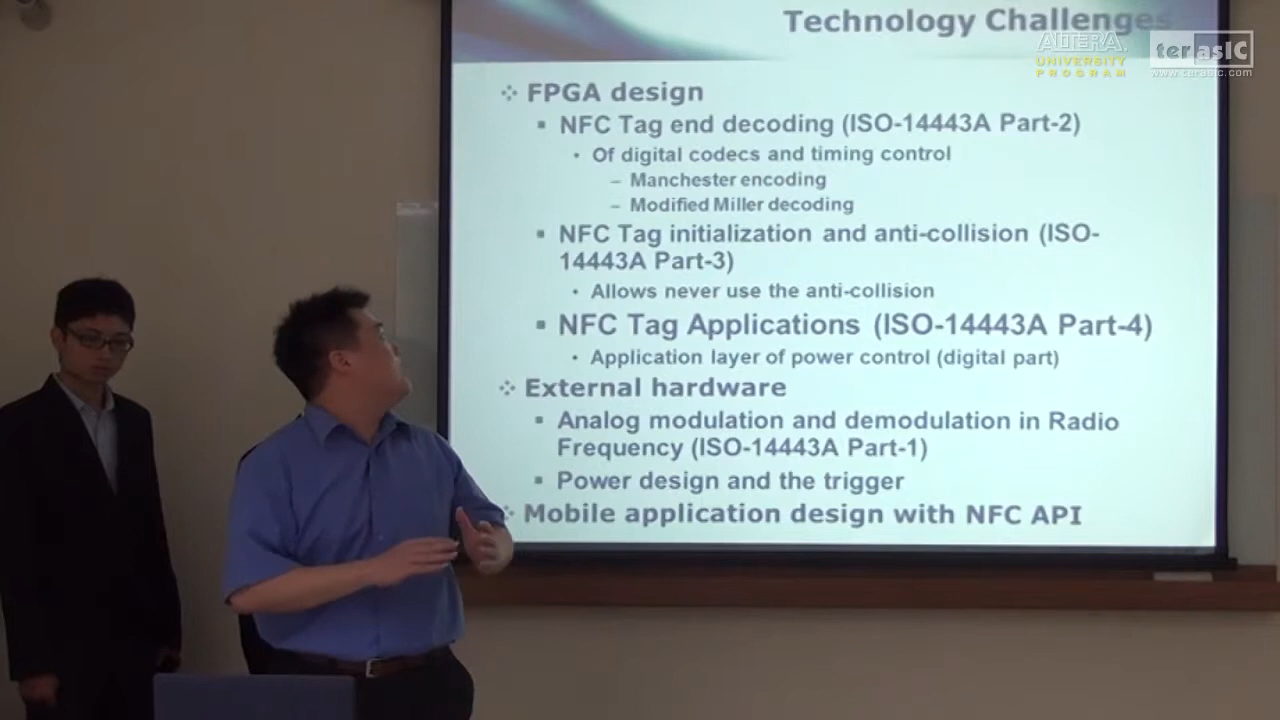 Technology Challenges
ALTERA.
UNIVERSITY
PROGRAM
terasIC
www.terasic.com
FPGA design
NFC Tag end decoding (ISO-14443A Part-2)
Of digital codecs and timing control
Manchester encoding
Modified Miller decoding
NFC Tag initialization and anti-collision (ISO-
14443A Part-3)
Allows never use the anti-collision
NFC Tag Applications (ISO-14443A Part-4)
Application layer of power control (digital part)
External hardware
Analog modulation and demodulation in Radio
Frequency (ISO-14443A Part-1)
Power design and the trigger
Mobile application design with NFC API